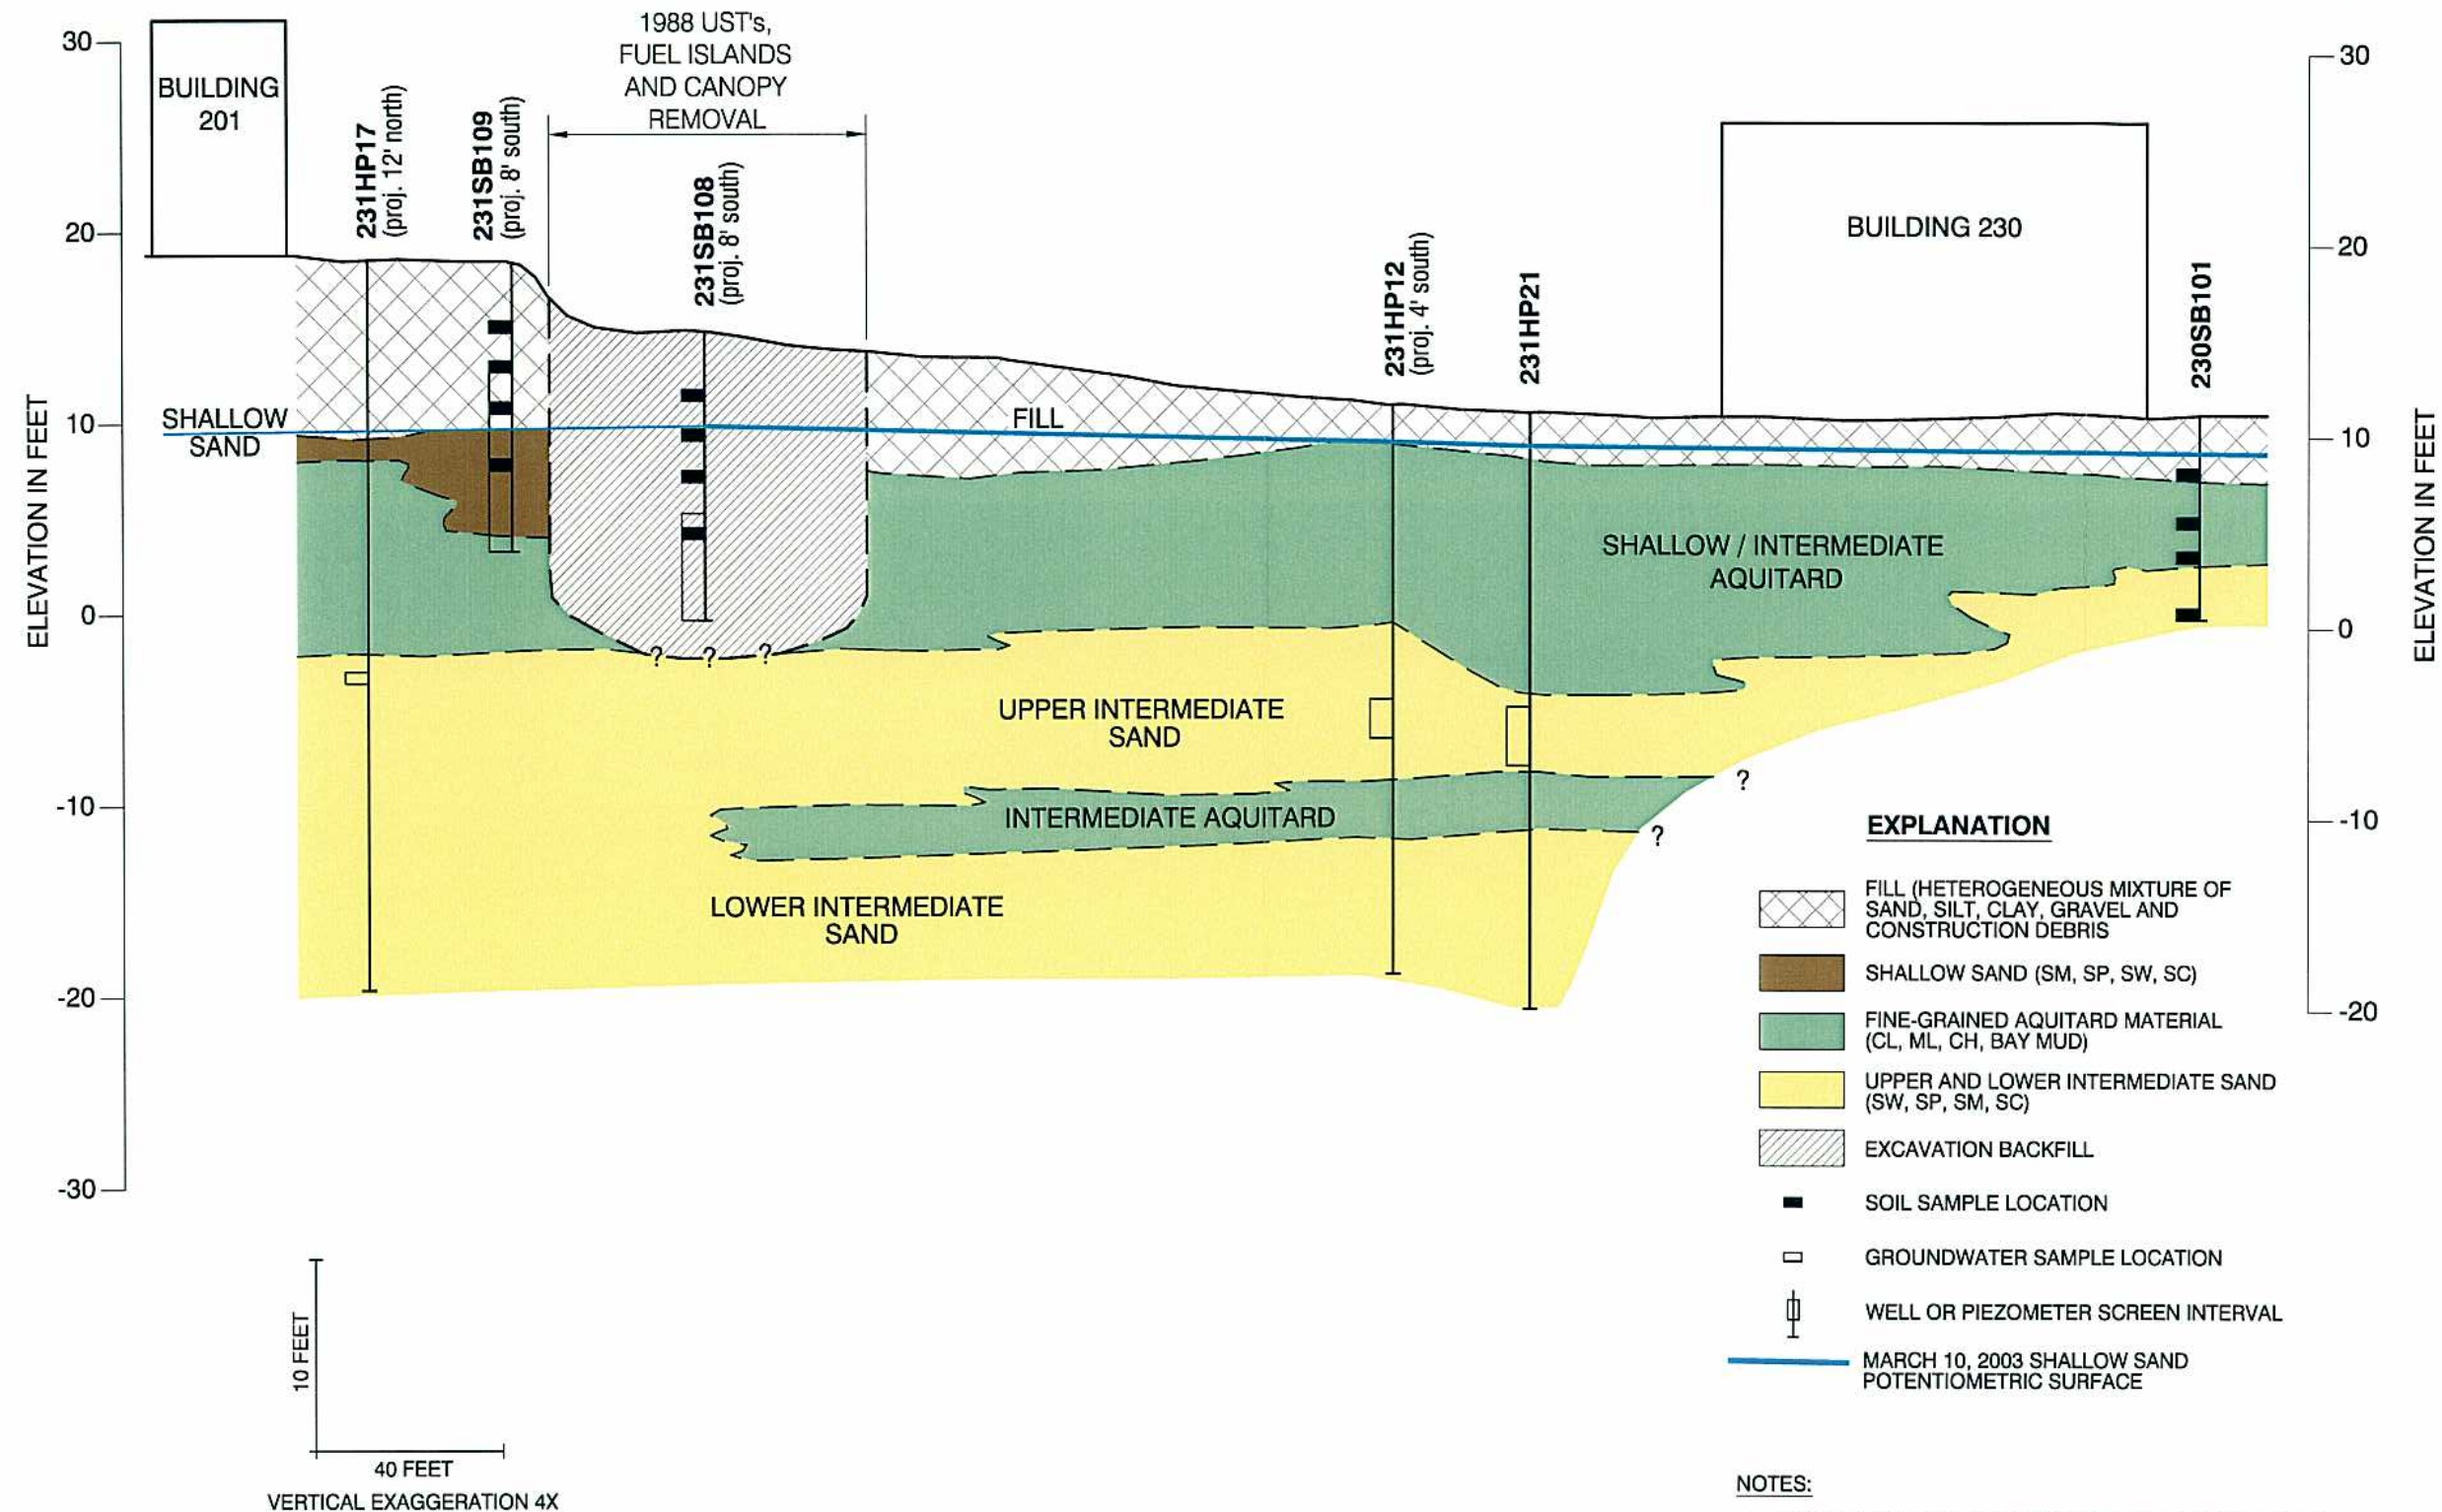 1988 UST's,
FUEL ISLANDS
AND CANOPY
REMOVAL
BUILDING
201
231HP17
(proj. 12' north)
231SB109
(proj. 8' south)
231SB108
(proj. 8' south)
231HP12
(proj. 4' south)
231HP21
BUILDING 230
230SB101
ELEVATION IN FEET
30
20
10
0
-10
-20
-30
ELEVATION IN FEET
30
20
10
0
-10
-20
SHALLOW
SAND
FILL
SHALLOW / INTERMEDIATE
AQUITARD
? ? ?
UPPER INTERMEDIATE
SAND
?
INTERMEDIATE AQUITARD
?
LOWER INTERMEDIATE
SAND
EXPLANATION
FILL (HETEROGENEOUS MIXTURE OF
SAND, SILT, CLAY, GRAVEL AND
CONSTRUCTION DEBRIS
SHALLOW SAND (SM, SP, SW, SC)
FINE-GRAINED AQUITARD MATERIAL
(CL, ML, CH, BAY MUD)
UPPER AND LOWER INTERMEDIATE SAND
(SW, SP, SM, SC)
EXCAVATION BACKFILL
SOIL SAMPLE LOCATION
GROUNDWATER SAMPLE LOCATION
WELL OR PIEZOMETER SCREEN INTERVAL
MARCH 10, 2003 SHALLOW SAND
POTENTIOMETRIC SURFACE
10 FEET
40 FEET
VERTICAL EXAGGERATION 4X
NOTES: